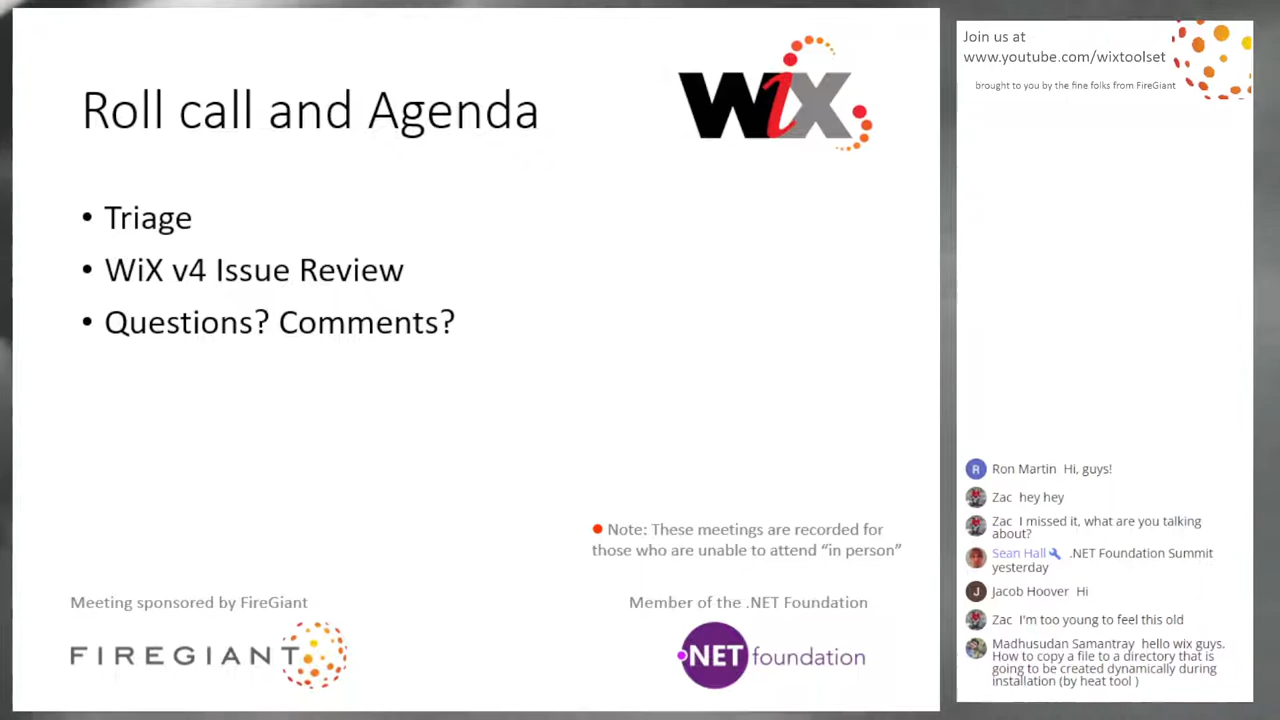 Roll call and Agenda
WiX
• Triage
• WiX v4 Issue Review
• Questions? Comments?
Note: These meetings are recorded for
those who are unable to attend “in person”
Meeting sponsored by FireGiant
FIREGIANT
Member of the .NET Foundation
.NET foundation
Join us at
www.youtube.com/wixtoolset
brought to you by the fine folks from FireGiant
R Ron Martin Hi, guys!
Zac hey hey
Zac I missed it, what are you talking
about?
Sean Hall .NET Foundation Summit
yesterday
J Jacob Hoover Hi
Zac I'm too young to feel this old
Madhusudan Samantray hello wix guys.
How to copy a file to a directory that is
going to be created dynamically during
installation (by heat tool )